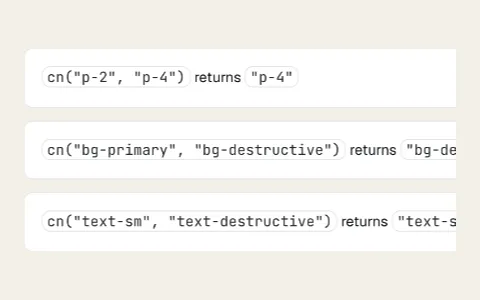 cn("p-2", "p-4") returns "p-4"
cn("bg-primary", "bg-destructive") returns "bg-de
cn("text-sm", "text-destructive") returns "text-s